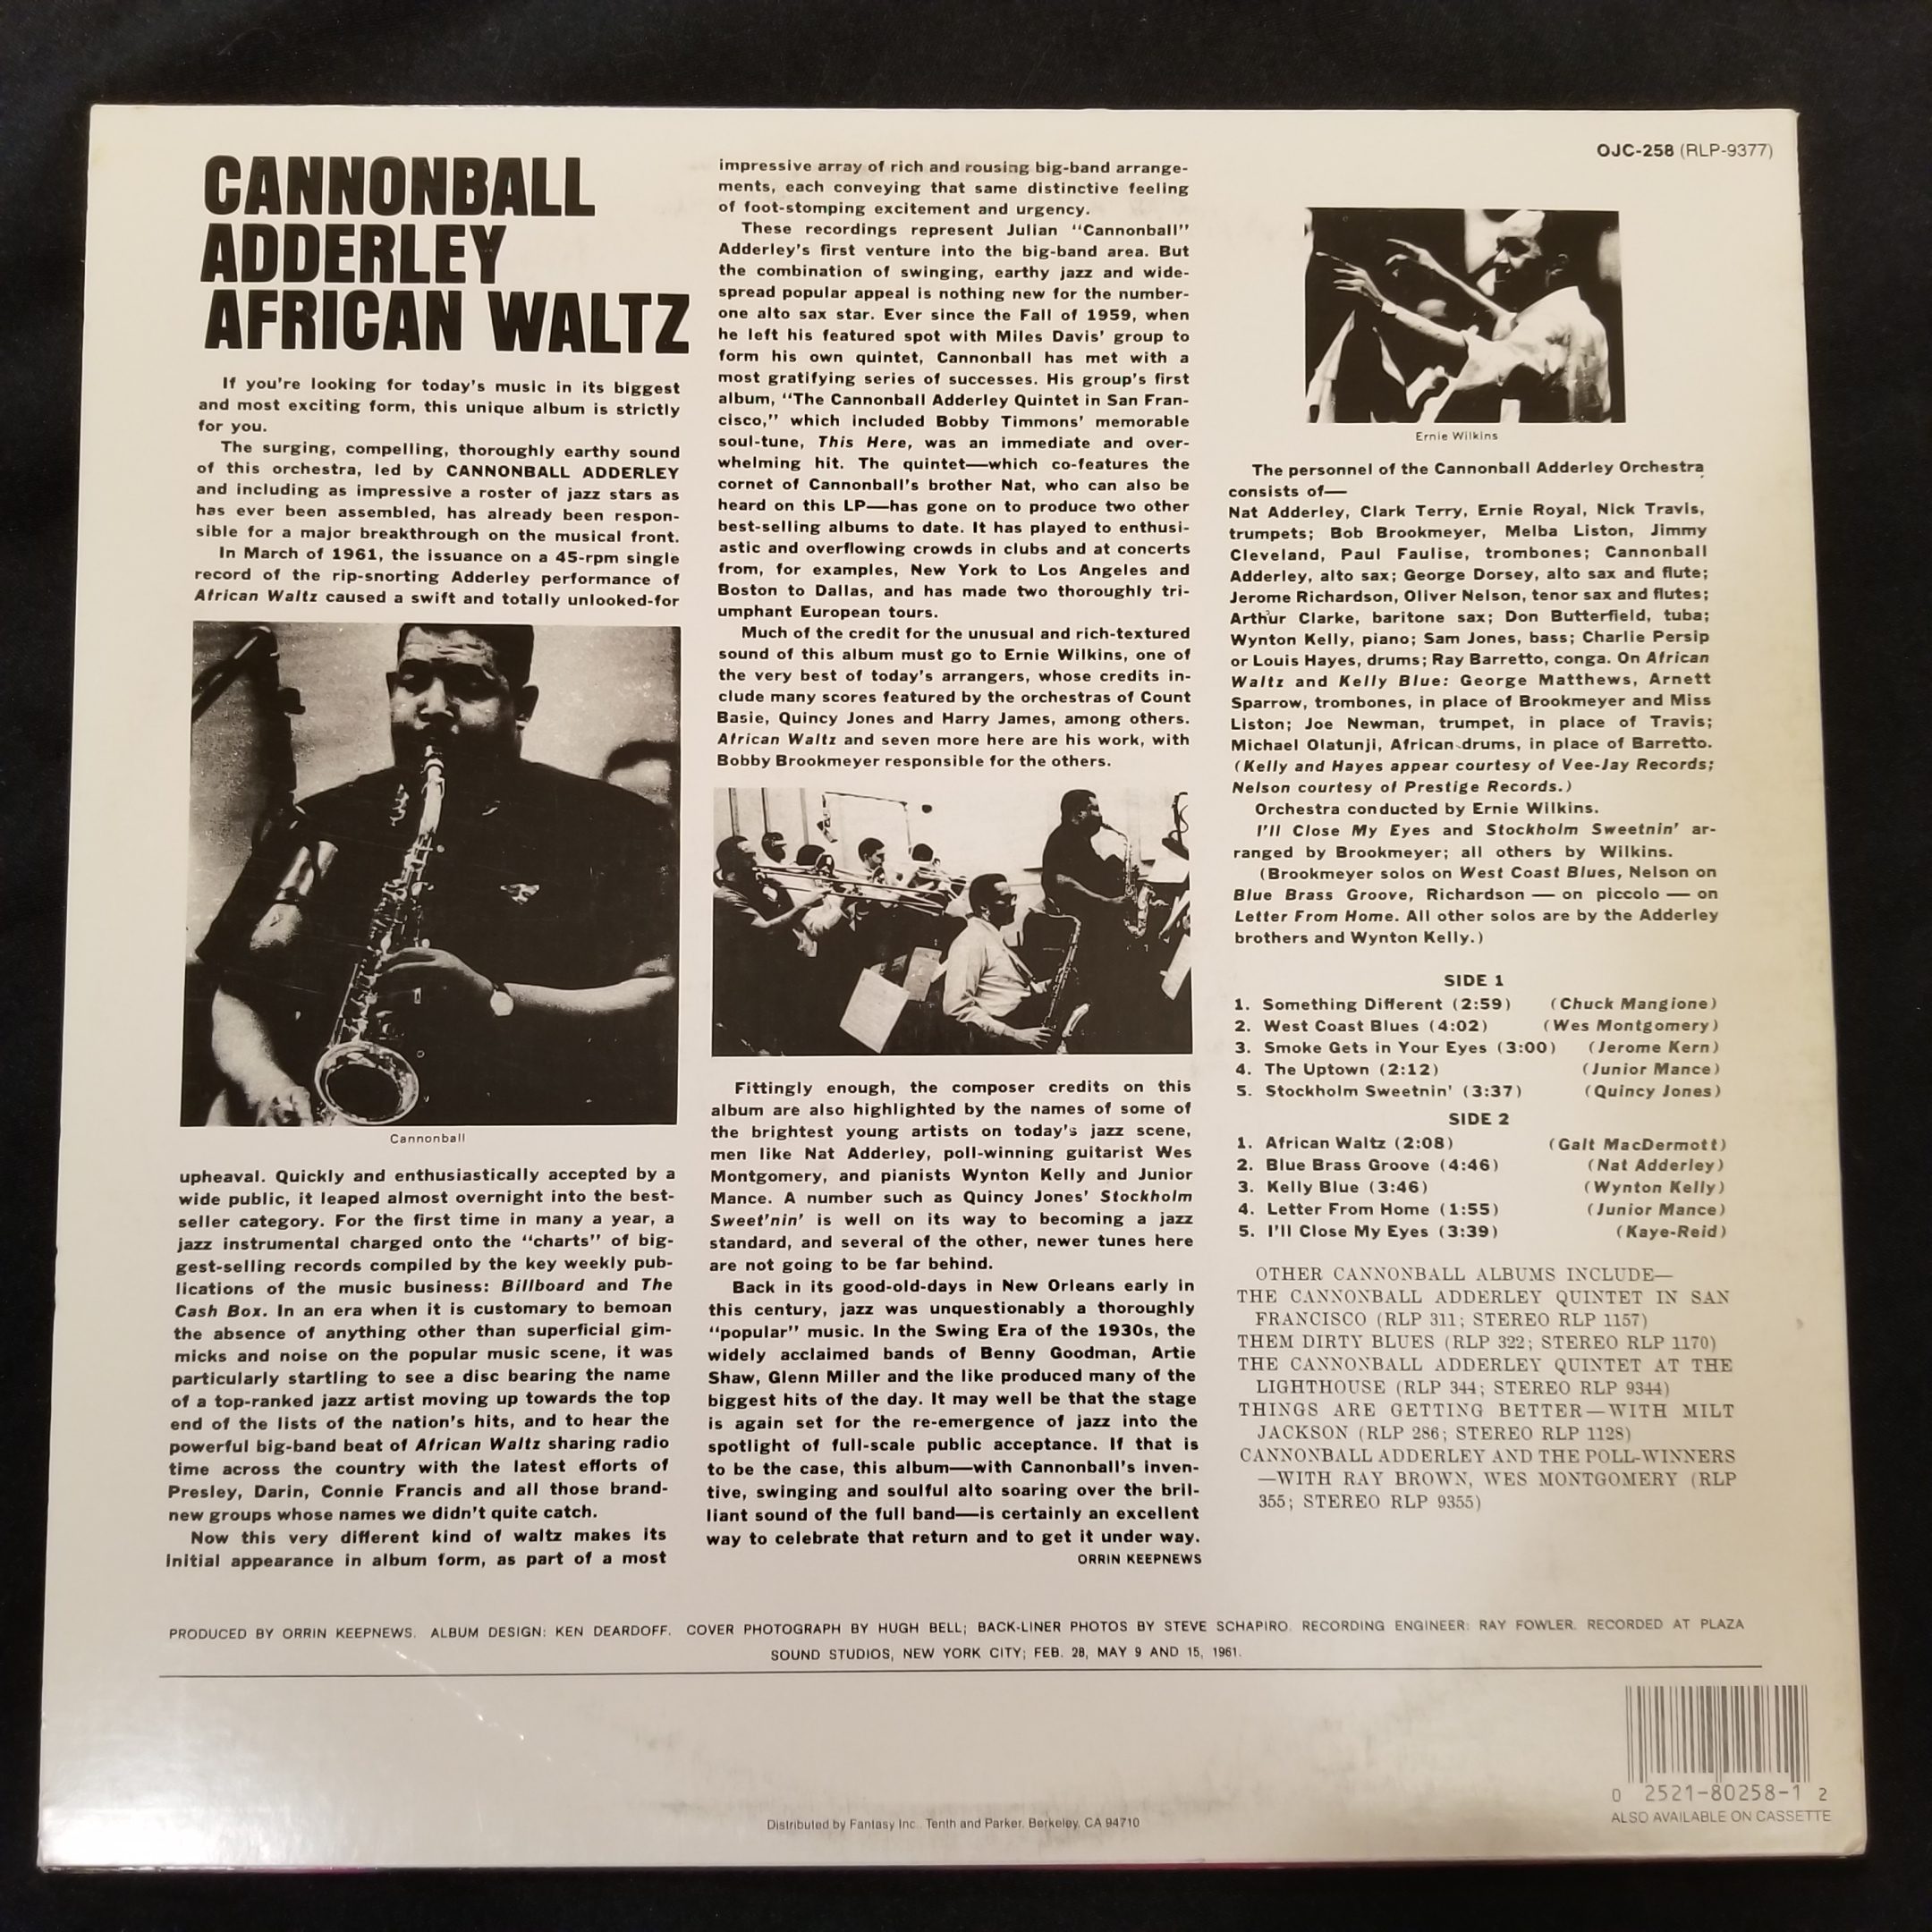 CANNONBALL
ADDERLEY
AFRICAN WALTZ
If you're looking for today's music in its biggest
and most exciting form, this unique album is strictly
for you.
The surging, compelling, thoroughly earthy sound
of this orchestra, led by CANNONBALL ADDERLEY
and including as impressive a roster of jazz stars as
has ever been assembled, has already been respon-
sible for a major breakthrough on the musical front.
In March of 1961, the issuance on a 45-rpm single
record of the rip-snorting Adderley performance of
African Waltz caused a swift and totally unlooked-for
Cannonball
upheaval. Quickly and enthusiastically accepted by a
wide public, it leaped almost overnight into the best-
seller category. For the first time in many a year, a
jazz instrumental charged onto the "charts" of big-
gest-selling records compiled by the key weekly pub-
lications of the music business: Billboard and The
Cash Box. In an era when it is customary to bemoan
the absence of anything other than superficial gim-
micks and noise on the popular music scene, it was
particularly startling to see a disc bearing the name
of a top-ranked jazz artist moving up towards the top
end of the lists of the nation's hits, and to hear the
powerful big-band beat of African Waltz sharing radio
time across the country with the latest efforts of
Presley, Darin, Connie Francis and all those brand-
new groups whose names we didn't quite catch.
Now this very different kind of waltz makes its
initial appearance in album form, as part of a most
impressive array of rich and rousing big-band arrange-
ments, each conveying that same distinctive feeling
of foot-stomping excitement and urgency.
These recordings represent Julian "Cannonball"
Adderley's first venture into the big-band area. But
the combination of swinging, earthy jazz and wide-
spread popular appeal is nothing new for the number-
one alto sax star. Ever since the Fall of 1959, when
he left his featured spot with Miles Davis' group to
form his own quintet, Cannonball has met with a
most gratifying series of successes. His group's first
album, "The Cannonball Adderley Quintet in San Fran-
cisco," which included Bobby Timmons' memorable
soul-tune, This Here, was an immediate and over-
whelming hit. The quintet—which co-features the
cornet of Cannonball's brother Nat, who can also be
heard on this LP—has gone on to produce two other
best-selling albums to date. It has played to enthusi-
astic and overflowing crowds in clubs and at concerts
from, for examples, New York to Los Angeles and
Boston to Dallas, and has made two thoroughly tri-
umphant European tours.
Much of the credit for the unusual and rich-textured
sound of this album must go to Ernie Wilkins, one of
the very best of today's arrangers, whose credits in-
clude many scores featured by the orchestras of Count
Basie, Quincy Jones and Harry James, among others.
African Waltz and seven more here are his work, with
Bobby Brookmeyer responsible for the others.
Fittingly enough, the composer credits on this
album are also highlighted by the names of some of
the brightest young artists on today's jazz scene,
men like Nat Adderley, poll-winning guitarist Wes
Montgomery, and pianists Wynton Kelly and Junior
Mance. A number such as Quincy Jones' Stockholm
Sweet'nin' is well on its way to becoming a jazz
standard, and several of the other, newer tunes here
are not going to be far behind.
Back in its good-old-days in New Orleans early in
this century, jazz was unquestionably a thoroughly
"popular" music. In the Swing Era of the 1930s, the
widely acclaimed bands of Benny Goodman, Artie
Shaw, Glenn Miller and the like produced many of the
biggest hits of the day. It may well be that the stage
is again set for the re-emergence of jazz into the
spotlight of full-scale public acceptance. If that is
to be the case, this album—with Cannonball's inven-
tive, swinging and soulful alto soaring over the bril-
liant sound of the full band—is certainly an excellent
way to celebrate that return and to get it under way.
ORRIN KEEPNEWS
OJC-258 (RLP-9377)
Ernie Wilkins
The personnel of the Cannonball Adderley Orchestra
consists of—
Nat Adderley, Clark Terry, Ernie Royal, Nick Travis,
trumpets; Bob Brookmeyer, Melba Liston, Jimmy
Cleveland, Paul Faulise, trombones; Cannonball
Adderley, alto sax; George Dorsey, alto sax and flute;
Jerome Richardson, Oliver Nelson, tenor sax and flutes;
Arthur Clarke, baritone sax; Don Butterfield, tuba;
Wynton Kelly, piano; Sam Jones, bass; Charlie Persip
or Louis Hayes, drums; Ray Barretto, conga. On African
Waltz and Kelly Blue: George Matthews, Arnett
Sparrow, trombones, in place of Brookmeyer and Miss
Liston; Joe Newman, trumpet, in place of Travis;
Michael Olatunji, African drums, in place of Barretto.
(Kelly and Hayes appear courtesy of Vee-Jay Records;
Nelson courtesy of Prestige Records.)
Orchestra conducted by Ernie Wilkins.
I'll Close My Eyes and Stockholm Sweetnin' ar-
ranged by Brookmeyer; all others by Wilkins.
(Brookmeyer solos on West Coast Blues, Nelson on
Blue Brass Groove, Richardson — on piccolo — on
Letter From Home. All other solos are by the Adderley
brothers and Wynton Kelly.)
SIDE 1
1. Something Different (2:59) (Chuck Mangione)
2. West Coast Blues (4:02) (Wes Montgomery)
3. Smoke Gets in Your Eyes (3:00) (Jerome Kern)
4. The Uptown (2:12) (Junior Mance)
5. Stockholm Sweetnin' (3:37) (Quincy Jones)
SIDE 2
1. African Waltz (2:08) (Galt MacDermott)
2. Blue Brass Groove (4:46) (Nat Adderley)
3. Kelly Blue (3:46) (Wynton Kelly)
4. Letter From Home (1:55) (Junior Mance)
5. I'll Close My Eyes (3:39) (Kaye-Reid)
OTHER CANNONBALL ALBUMS INCLUDE—
THE CANNONBALL ADDERLEY QUINTET IN SAN
FRANCISCO (RLP 311; STEREO RLP 1157)
THEM DIRTY BLUES (RLP 322; STEREO RLP 1170)
THE CANNONBALL ADDERLEY QUINTET AT THE
LIGHTHOUSE (RLP 344; STEREO RLP 9344)
THINGS ARE GETTING BETTER—WITH MILT
JACKSON (RLP 286; STEREO RLP 1128)
CANNONBALL ADDERLEY AND THE POLL-WINNERS
—WITH RAY BROWN, WES MONTGOMERY (RLP
355; STEREO RLP 9355)
PRODUCED BY ORRIN KEEPNEWS. ALBUM DESIGN: KEN DEARDOFF. COVER PHOTOGRAPH BY HUGH BELL; BACK-LINER PHOTOS BY STEVE SCHAPIRO. RECORDING ENGINEER: RAY FOWLER. RECORDED AT PLAZA
SOUND STUDIOS, NEW YORK CITY; FEB. 28, MAY 9 AND 15, 1961.
0 2521-80258-1 2
ALSO AVAILABLE ON CASSETTE
Distributed by Fantasy Inc., Tenth and Parker, Berkeley, CA 94710